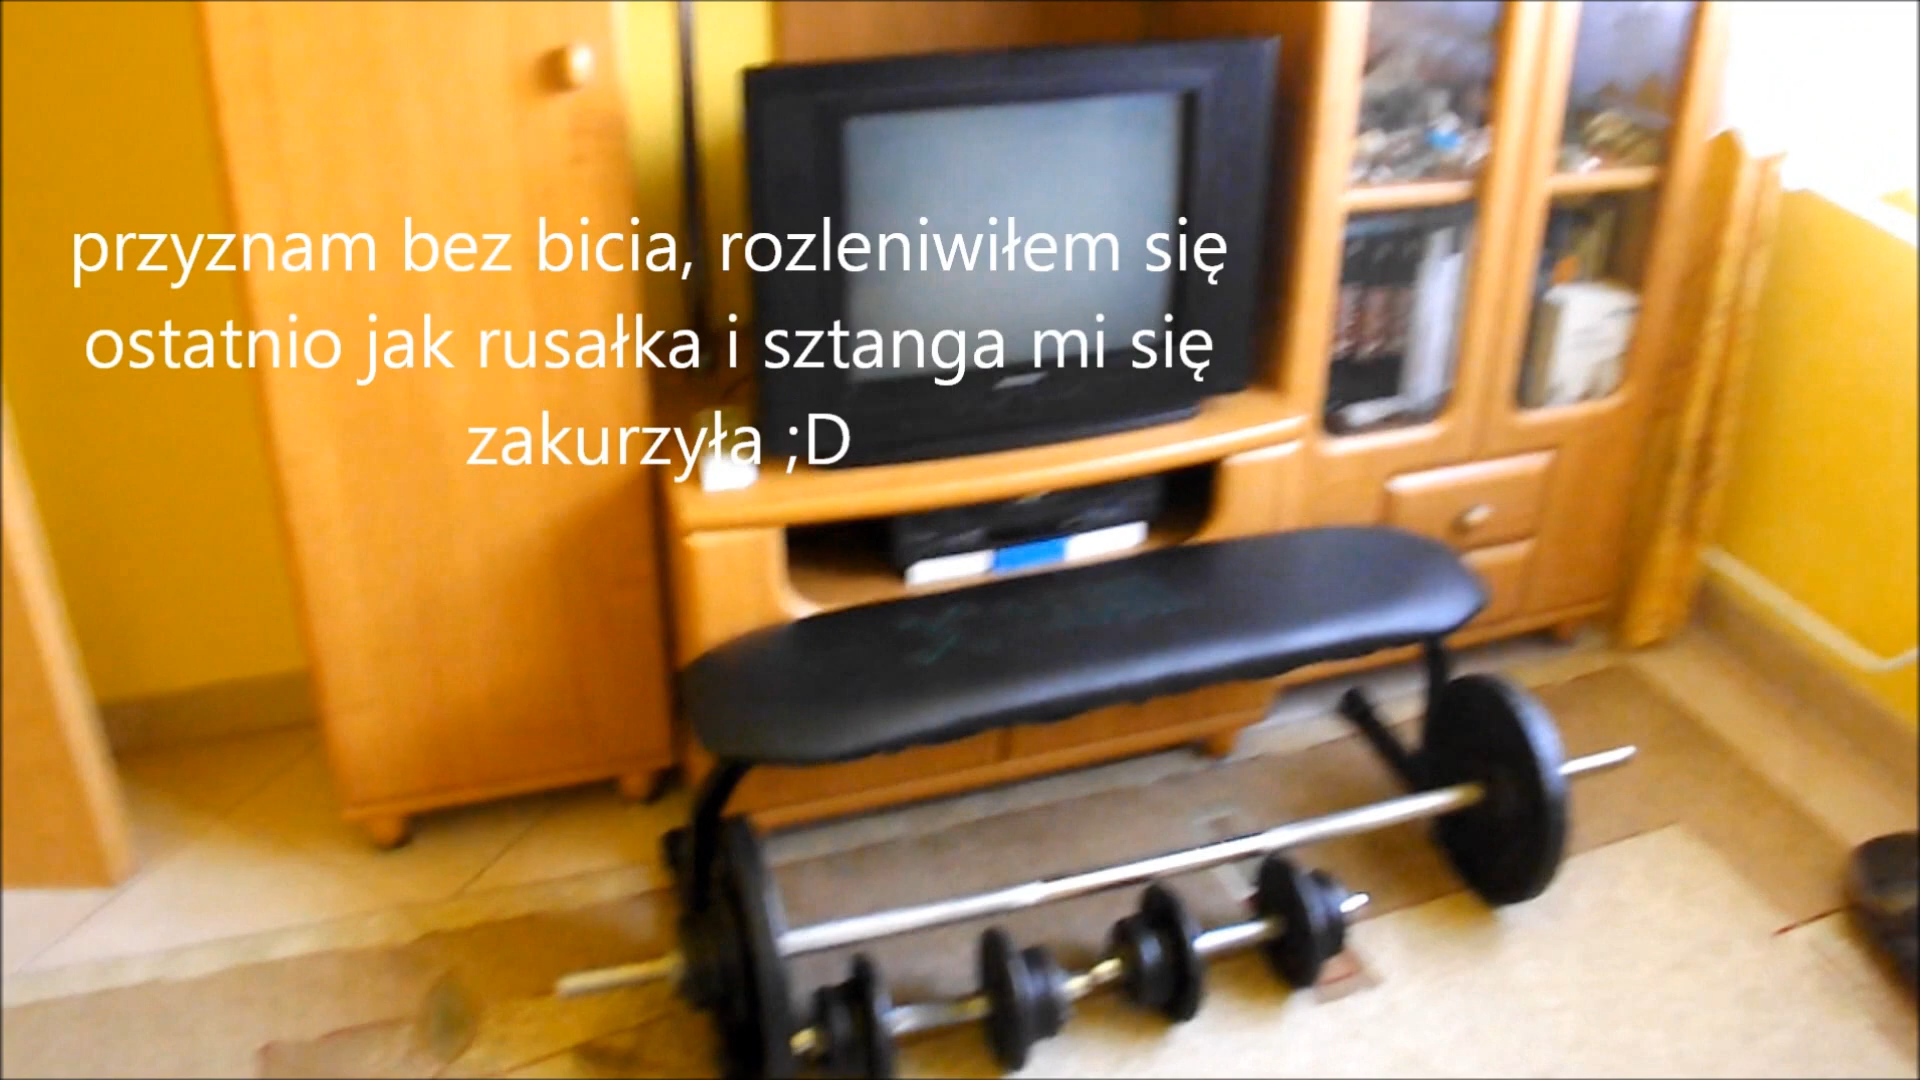 przyznam bez bicia, rozleniwiłem się
ostatnio jak rusałka i sztanga mi się
zakurzyła ;D